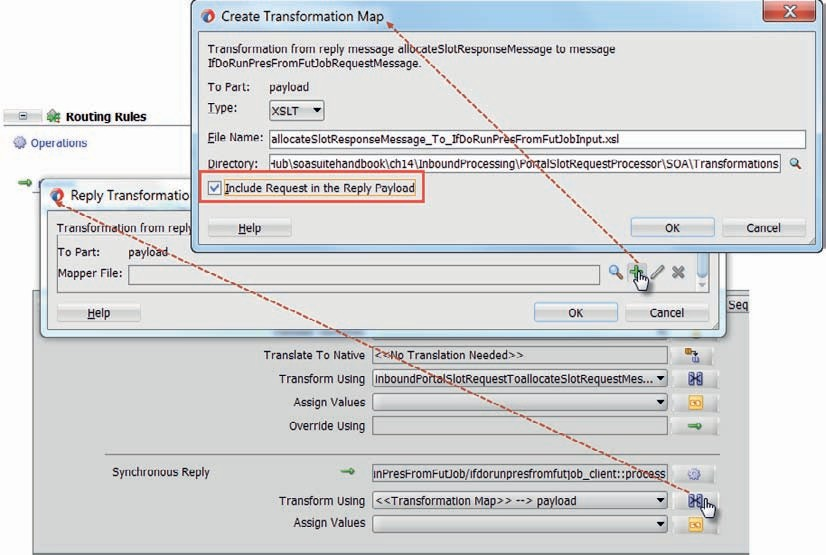 Create Transformation Map
Transformation from reply message allocateSlotResponseMessage to message
IfDoRunPresFromFutJobRequestMessage.
To Part: payload
Type: XSLT
File Name: allocateSlotResponseMessage_To_IfDoRunPresFromFutJobInput.xsl
Directory: Hub\soasuitehandbook\ch14\InboundProcessing\PortalSlotRequestProcessor\SOA\Transformations
Include Request in the Reply Payload
Help OK Cancel
Routing Rules
Operations
Reply Transformatio
Transformation from reply
To Part: payload
Mapper File:
Help OK Cancel
Seq
Translate To Native <<No Translation Needed>>
Transform Using inboundPortalSlotRequestToallocateSlotRequestMes...
Assign Values
Override Using
Synchronous Reply inPresFromFutJob/ifdorunpresfromfutjob_client::process
Transform Using <<Transformation Map>> --> payload
Assign Values